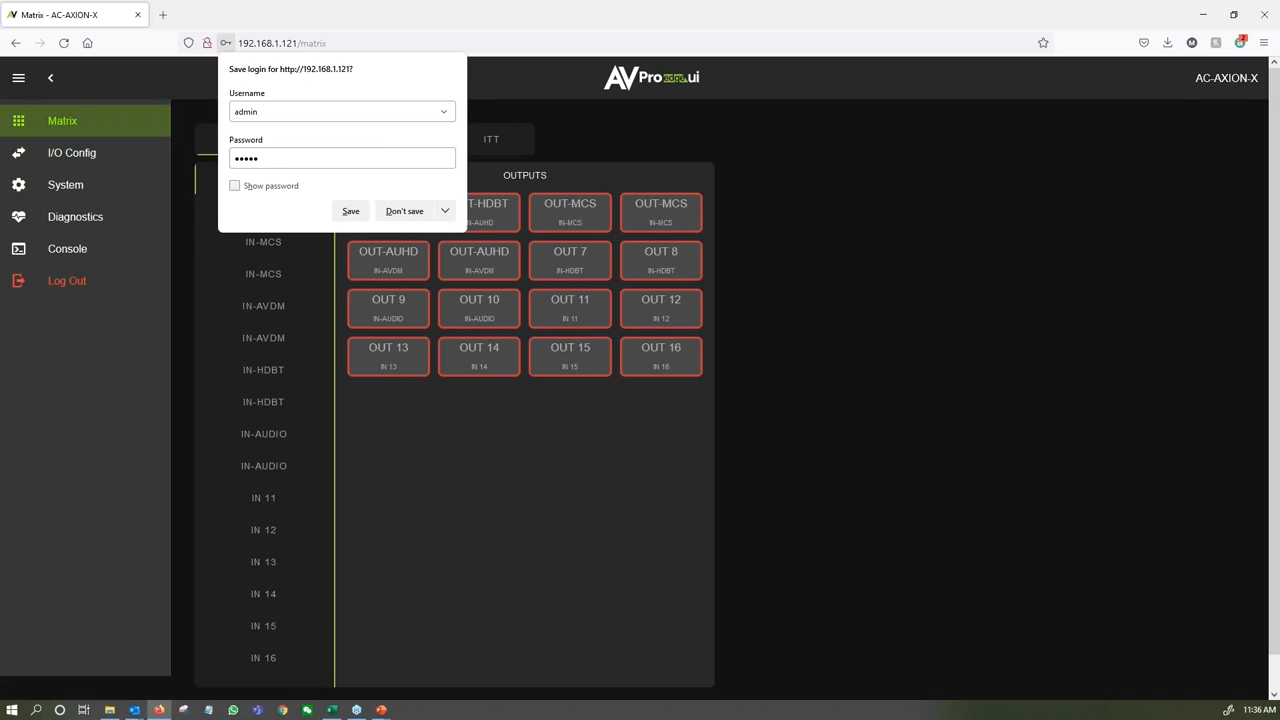 Matrix - AC-AXION-X
192.168.1.121/matrix
2
AVPro edge.ui
AC-AXION-X
Save login for http://192.168.1.121?
Username
admin
Password
•••••
Show password
Save
Don't save
Matrix
I/O Config
System
Diagnostics
Console
Log Out
ITT
OUTPUTS
IN-MCS
IN-MCS
IN-AVDM
IN-AVDM
IN-HDBT
IN-HDBT
IN-AUDIO
IN-AUDIO
IN 11
IN 12
IN 13
IN 14
IN 15
IN 16
T-HDBT
N-AUHD
OUT-MCS
IN-MCS
OUT-MCS
IN-MCS
OUT-AUHD
IN-AVDM
OUT-AUHD
IN-AVDM
OUT 7
IN-HDBT
OUT 8
IN-HDBT
OUT 9
IN-AUDIO
OUT 10
IN-AUDIO
OUT 11
IN 11
OUT 12
IN 12
OUT 13
IN 13
OUT 14
IN 14
OUT 15
IN 15
OUT 16
IN 16
11:36 AM